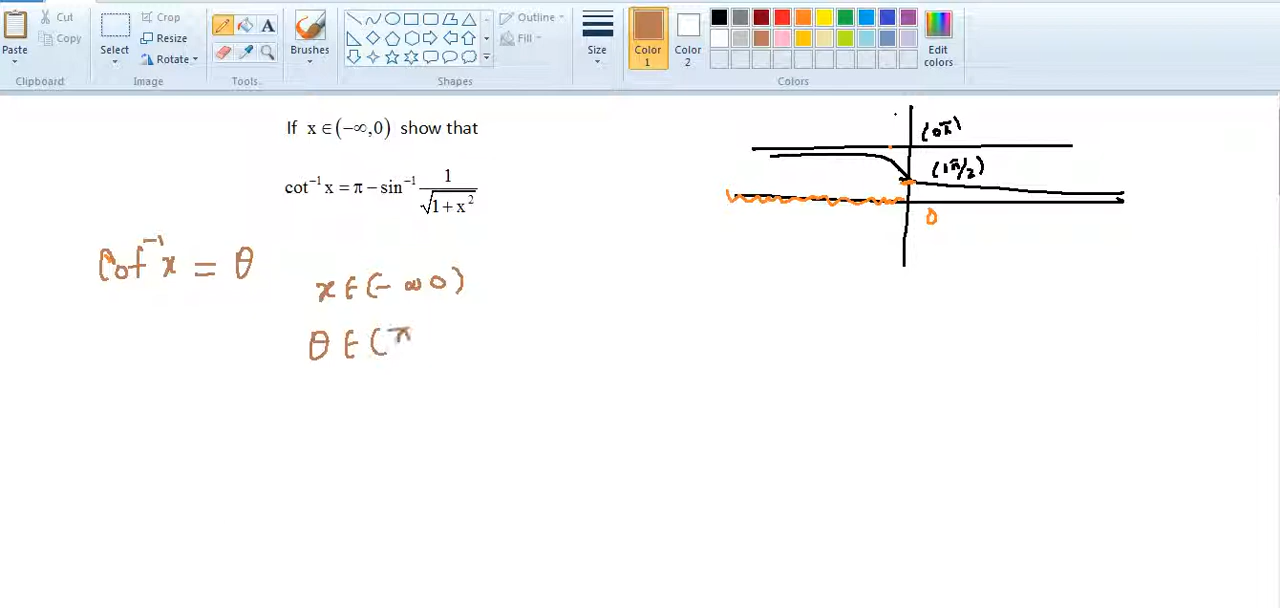 Paste
Cut
Copy
Clipboard
Select
Crop
Resize
Rotate
Image
Tools
Brushes
Shapes
Outline
Fill
Size
Color 1
Color 2
Edit colors
Colors
If x ∈ (−∞,0) show that
cot⁻¹ x = π − sin⁻¹ 1/√(1+x²)
Cot⁻¹ x = θ
x ∈ (- ∞ 0)
θ ∈ ( π
(0π)
(1π/2)
0